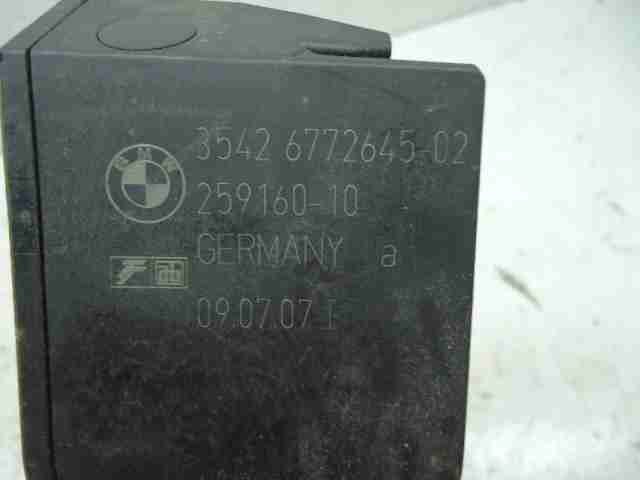 BMW
3542 6772645-02
259160-10
GERMANY a
09.07.07 I